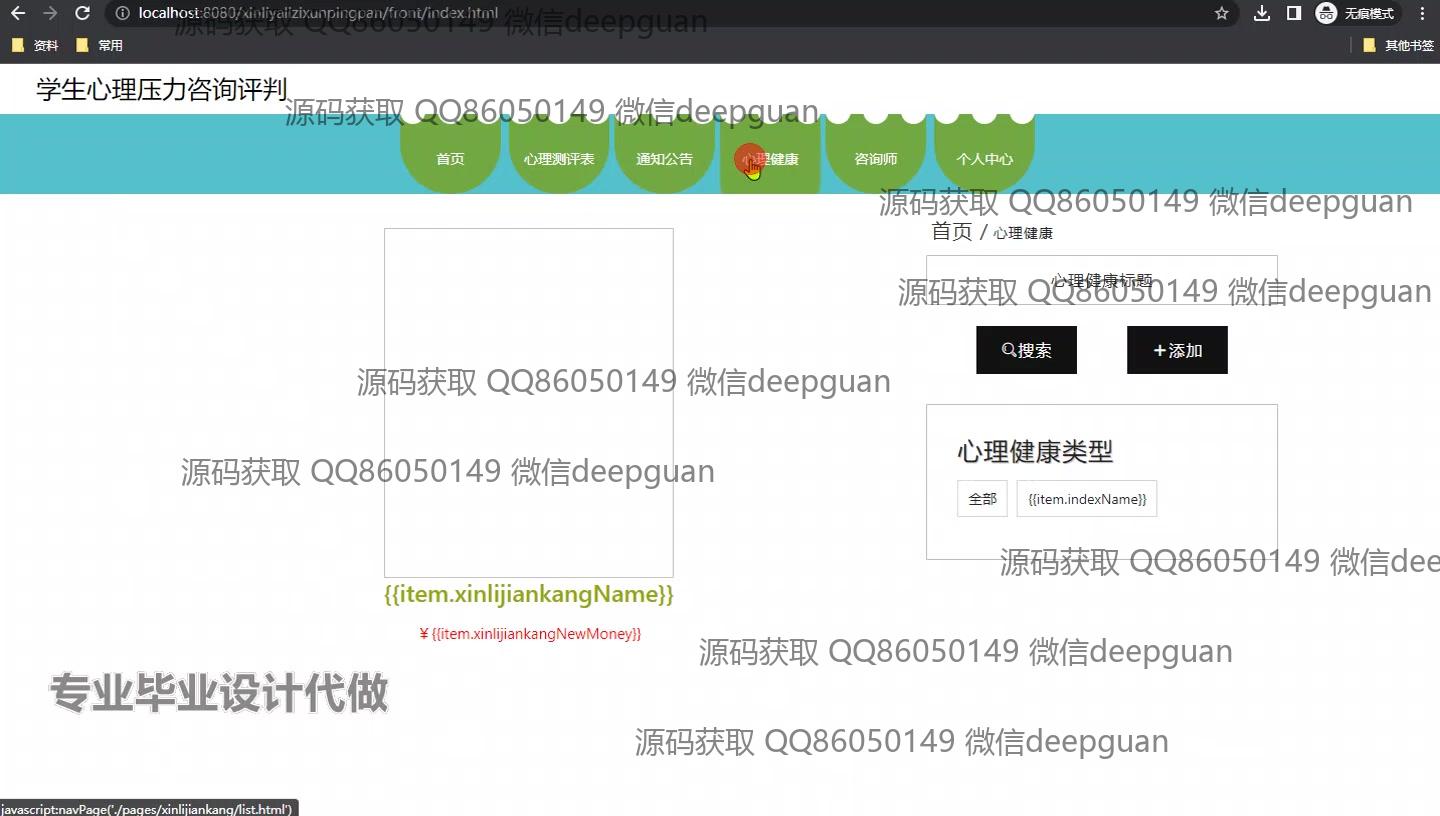 localhost:8080/xinliyalizixunpingpan/front/index.html
无痕模式
源码获取 QQ86050149 微信deepguan
资料
常用
其他书签
学生心理压力咨询评判
源码获取 QQ86050149 微信deepguan
首页
心理测评表
通知公告
心理健康
咨询师
个人中心
源码获取 QQ86050149 微信deepguan
首页 / 心理健康
心理健康标题
源码获取 QQ86050149 微信deepguan
搜索
+添加
源码获取 QQ86050149 微信deepguan
心理健康类型
源码获取 QQ86050149 微信deepguan
全部
{{item.indexName}}
源码获取 QQ86050149 微信dee
{{item.xinlijiankangName}}
¥ {{item.xinlijiankangNewMoney}}
源码获取 QQ86050149 微信deepguan
专业毕业设计代做
源码获取 QQ86050149 微信deepguan
javascript:navPage('./pages/xinlijiankang/list.html')